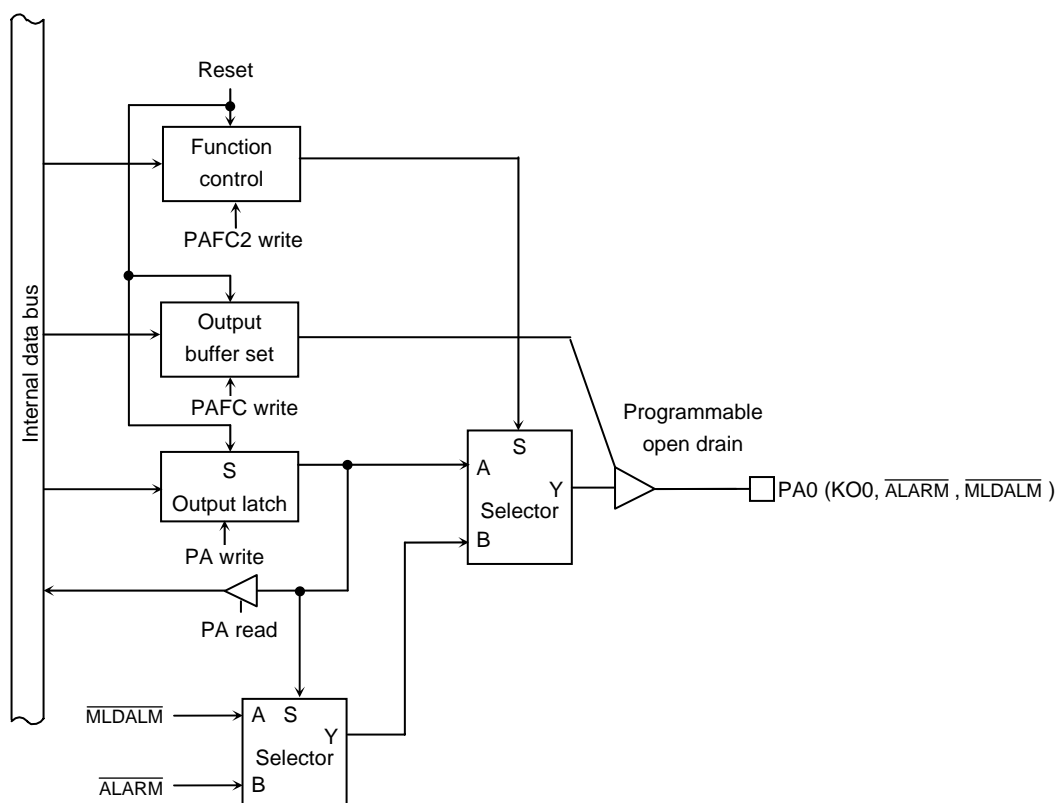 Reset
Function
control
PAFC2 write
Internal data bus
Output
buffer set
PAFC write
Programmable
open drain
S
Output latch
PA write
S
A
Y
Selector
B
PA0 (KO0, ALARM , MLDALM )
PA read
MLDALM
A S
Y
Selector
ALARM
B